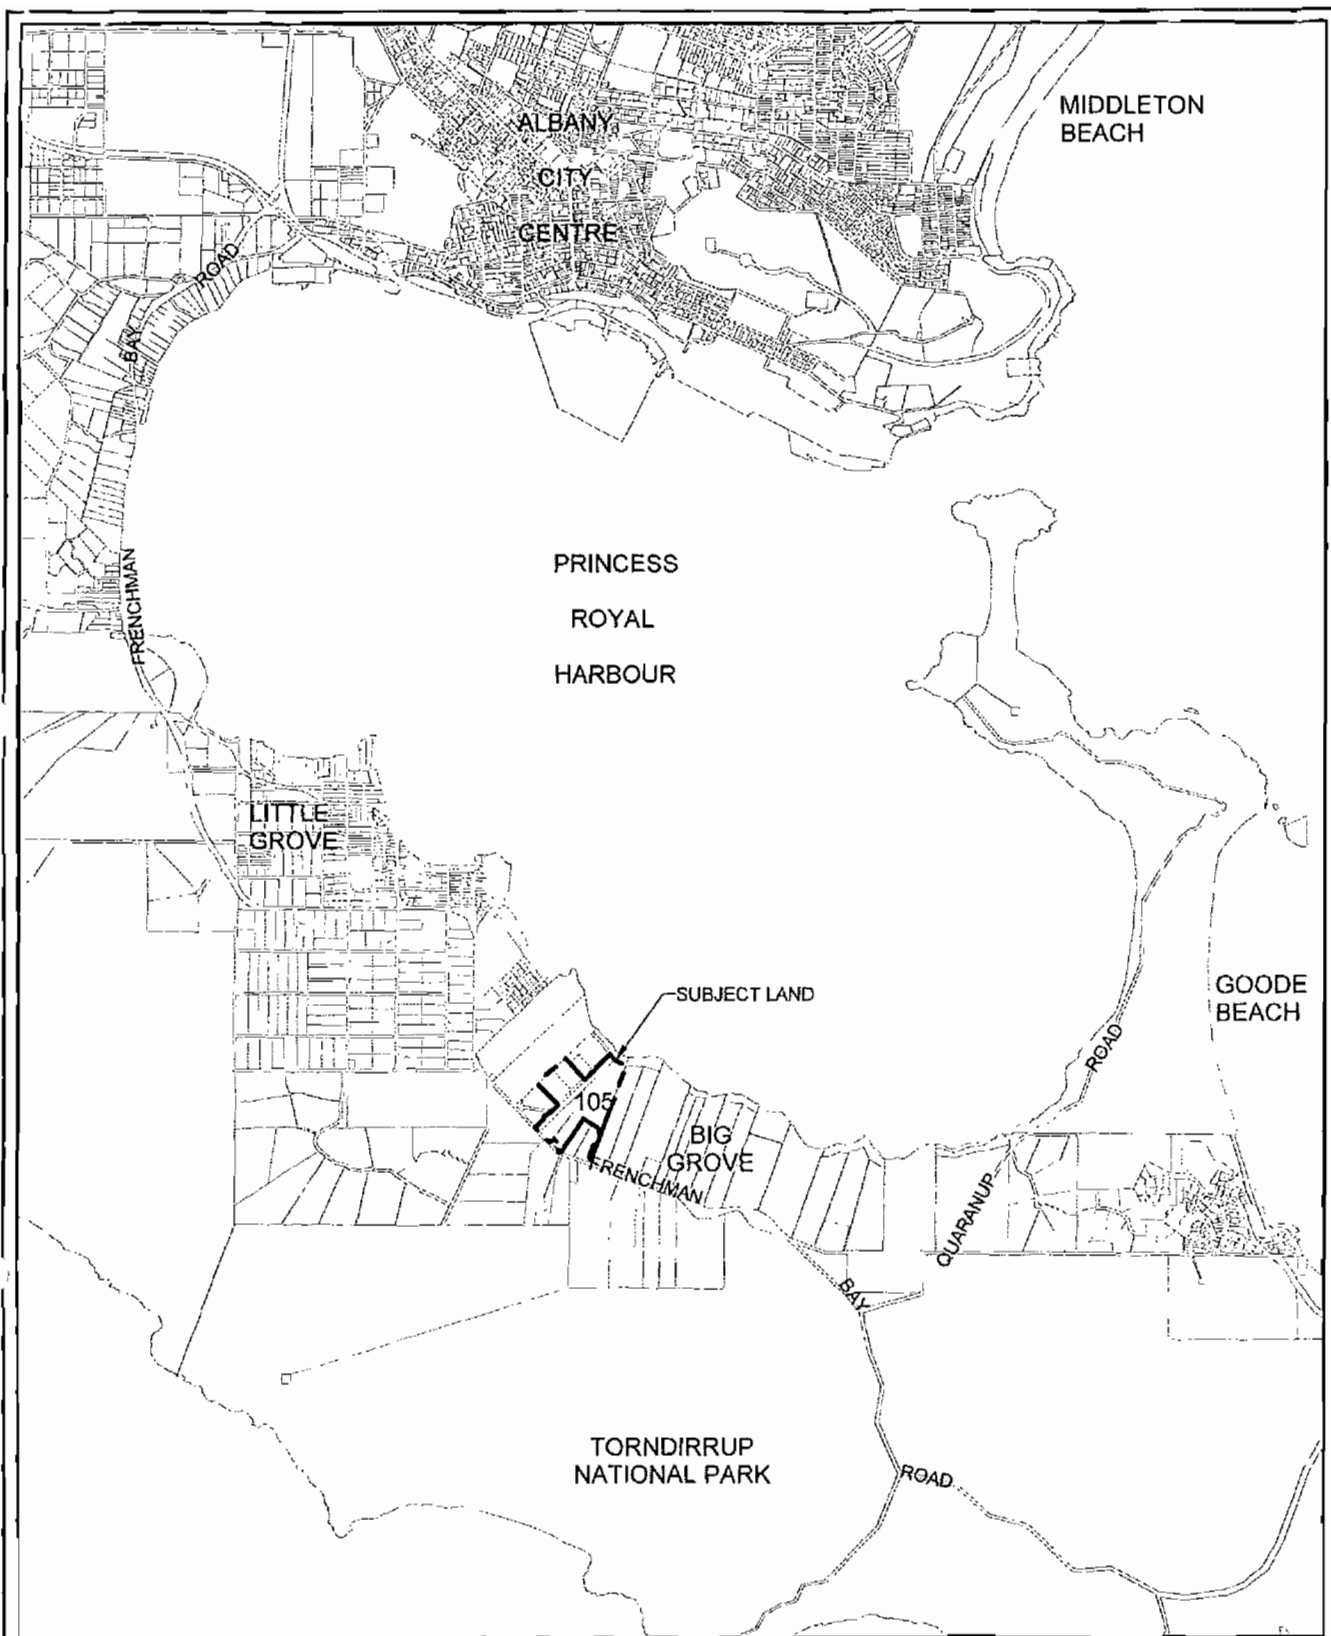 MIDDLETON
BEACH
ALBANY
CITY
CENTRE
ROAD
BAY
FRENCHMAN
PRINCESS
ROYAL
HARBOUR
LITTLE
GROVE
SUBJECT LAND
GOODE
BEACH
ROAD
105
BIG
GROVE
FRENCHMAN
QUARANUP
BAY
TORNDIRRUP
NATIONAL PARK
ROAD